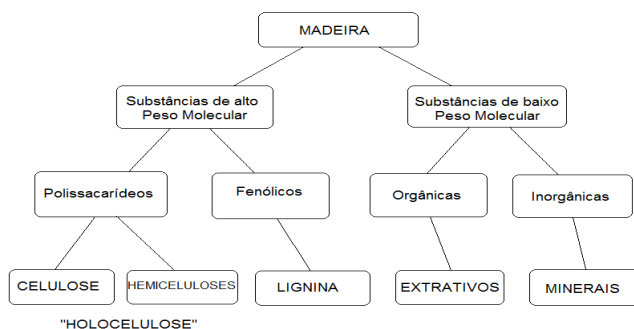 MADEIRA
Substâncias de alto
Peso Molecular
Substâncias de baixo
Peso Molecular
Polissacarídeos
Fenólicos
Orgânicas
Inorgânicas
CELULOSE
HEMICELULOSES
LIGNINA
EXTRATIVOS
MINERAIS
"HOLOCELULOSE"